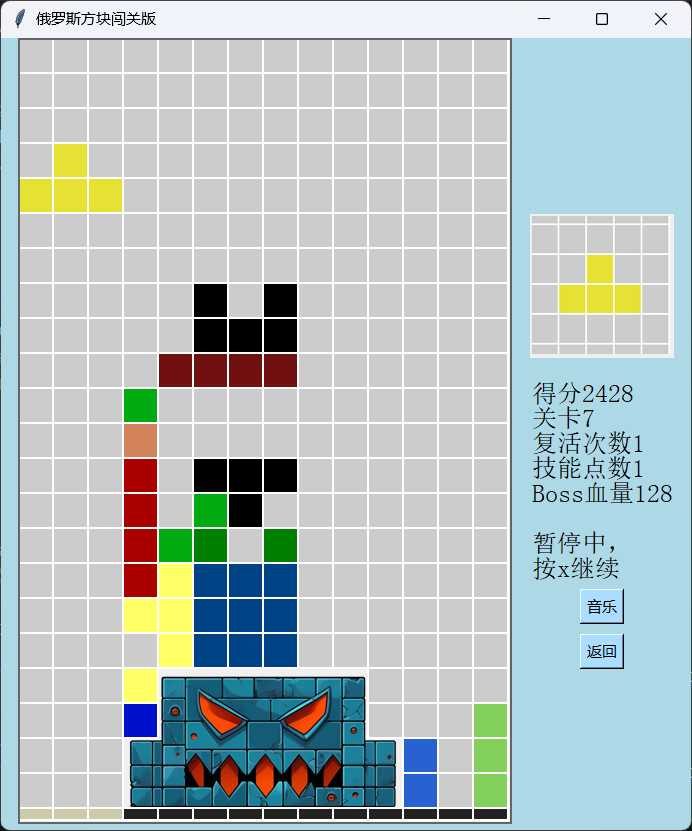 俄罗斯方块闯关版
得分2428
关卡7
复活次数1
技能点数1
Boss血量128
暂停中，
按x继续
音乐
返回